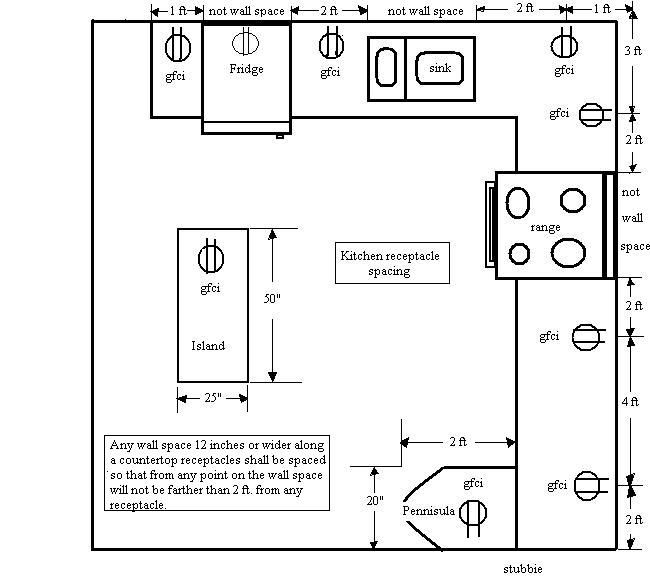 1 ft not wall space 2 ft not wall space 2 ft 1 ft
gfci
Fridge
gfci
sink
gfci
3 ft
gfci
2 ft
not
wall
space
range
Kitchen receptacle
spacing
gfci
50"
Island
25"
2 ft
gfci
4 ft
Any wall space 12 inches or wider along
a countertop receptacles shall be spaced
so that from any point on the wall space
will not be farther than 2 ft. from any
receptacle.
2 ft
20"
gfci
Pennisula
gfci
2 ft
stubbie